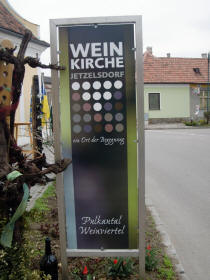 WEIN
KIRCHE
JETZELSDORF
ein Ort der Begegnung
Pulkautal
Weinviertel